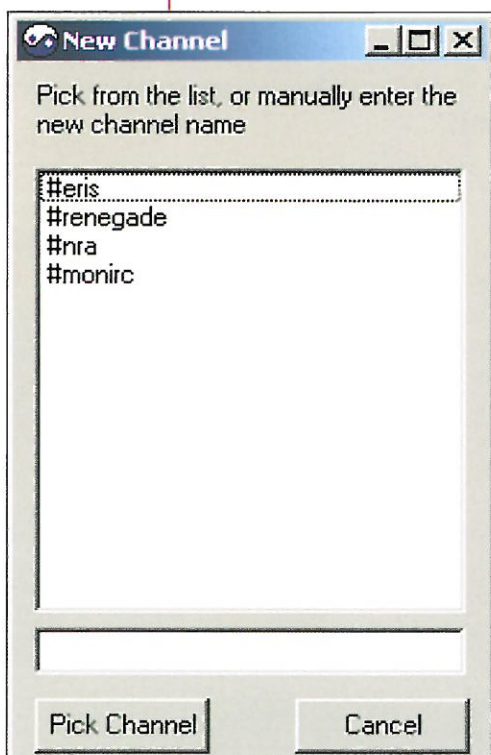 New Channel
Pick from the list, or manually enter the
new channel name
#eris
#renegade
#nra
#monirc
Pick Channel
Cancel